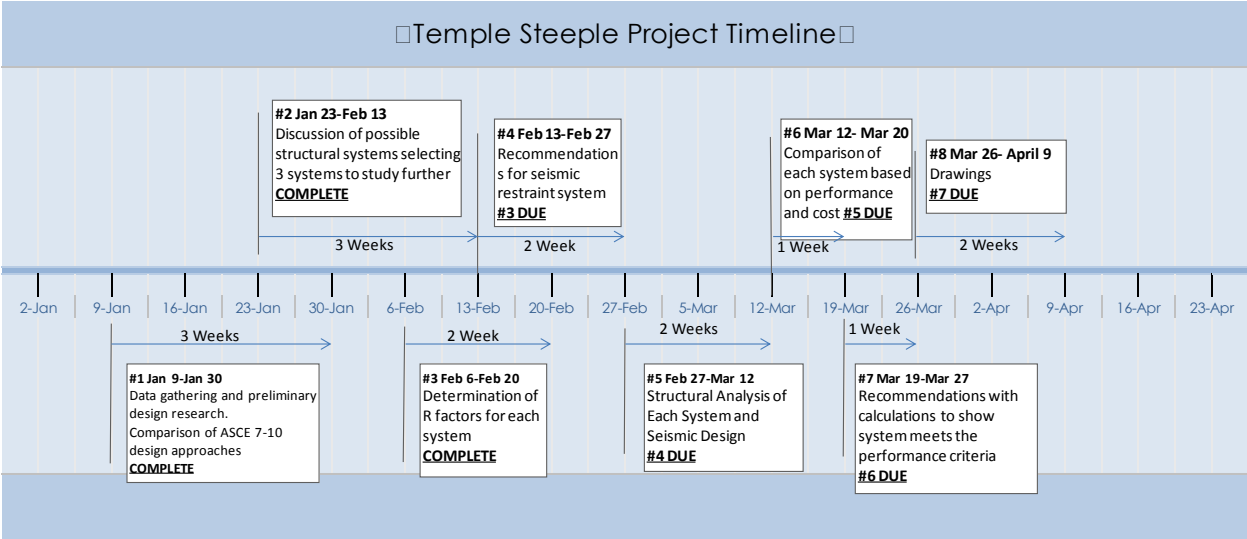 □Temple Steeple Project Timeline□
#2 Jan 23-Feb 13
Discussion of possible
structural systems selecting
3 systems to study further
COMPLETE
#4 Feb 13-Feb 27
Recommendation
s for seismic
restraint system
#3 DUE
#6 Mar 12- Mar 20
Comparison of
each system based
on performance
and cost #5 DUE
#8 Mar 26- April 9
Drawings
#7 DUE
3 Weeks
2 Week
1 Week
2 Weeks
2-Jan 9-Jan 16-Jan 23-Jan 30-Jan 6-Feb 13-Feb 20-Feb 27-Feb 5-Mar 12-Mar 19-Mar 26-Mar 2-Apr 9-Apr 16-Apr 23-Apr
3 Weeks
2 Week
2 Weeks
1 Week
#1 Jan 9-Jan 30
Data gathering and preliminary
design research.
Comparison of ASCE 7-10
design approaches
COMPLETE
#3 Feb 6-Feb 20
Determination of
R factors for each
system
COMPLETE
#5 Feb 27-Mar 12
Structural Analysis of
Each System and
Seismic Design
#4 DUE
#7 Mar 19-Mar 27
Recommendations with
calculations to show
system meets the
performance criteria
#6 DUE